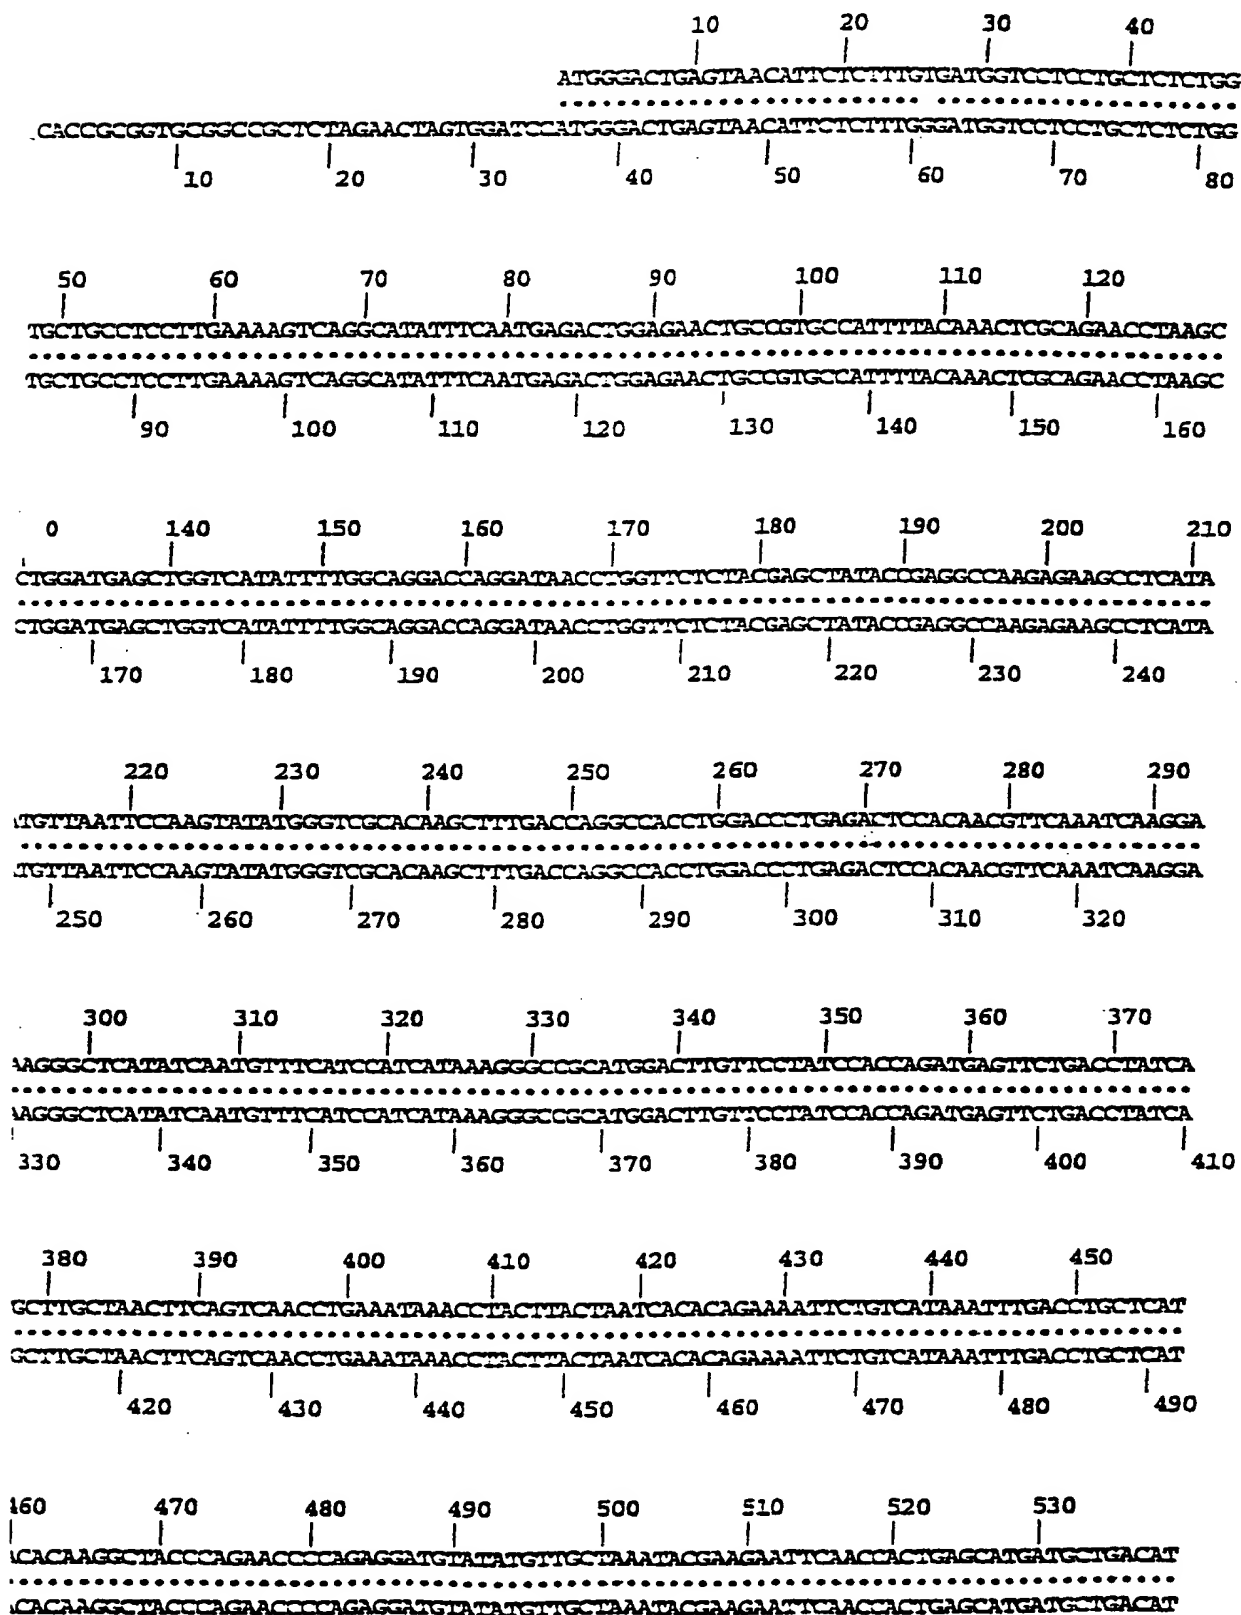 10 20 30 40
ATGGGACTGAGTAACATTCTCTTTGTGATGGTCCTCCTGCTCTCTGG
CACCGCGGTGCGGCCGCTCTAGAACTAGTGGATCCATGGGACTGAGTAACATTCTCTTTGGGATGGTCCTCCTGCTCTCTGG
10 20 30 40 50 60 70 80
50 60 70 80 90 100 110 120
TGCTGCCTCCTTGAAAAGTCAGGCATATTTCAATGAGACTGGAGAACTGCCGTGCCATTTTACAAACTCGCAGAACCTAAGC
TGCTGCCTCCTTGAAAAGTCAGGCATATTTCAATGAGACTGGAGAACTGCCGTGCCATTTTACAAACTCGCAGAACCTAAGC
90 100 110 120 130 140 150 160
0 140 150 160 170 180 190 200 210
CTGGATGAGCTGGTCATATTTTGGCAGGACCAGGATAACCTGGTTCTCTACGAGCTATACCGAGGCCAAGAGAAGCCTCATA
CTGGATGAGCTGGTCATATTTTGGCAGGACCAGGATAACCTGGTTCTCTACGAGCTATACCGAGGCCAAGAGAAGCCTCATA
170 180 190 200 210 220 230 240
220 230 240 250 260 270 280 290
TGTTAATTCCAAGTATATGGGTCGCACAAGCTTTGACCAGGCCACCTGGACCCTGAGACTCCACAACGTTCAAATCAAGGA
TGTTAATTCCAAGTATATGGGTCGCACAAGCTTTGACCAGGCCACCTGGACCCTGAGACTCCACAACGTTCAAATCAAGGA
250 260 270 280 290 300 310 320
300 310 320 330 340 350 360 370
AAGGGCTCATATCAATGTTTCATCCATCATAAAGGGCCGCATGGACTTGTTCCTATCCACCAGATGAGTTCTGACCTATCA
AAGGGCTCATATCAATGTTTCATCCATCATAAAGGGCCGCATGGACTTGTTCCTATCCACCAGATGAGTTCTGACCTATCA
330 340 350 360 370 380 390 400 410
380 390 400 410 420 430 440 450
GCTTGCTAACTTCAGTCAACCTGAAATAAACCTACTTACTAATCACACAGAAAATTCTGTCATAAATTTGACCTGCTCAT
GCTTGCTAACTTCAGTCAACCTGAAATAAACCTACTTACTAATCACACAGAAAATTCTGTCATAAATTTGACCTGCTCAT
420 430 440 450 460 470 480 490
460 470 480 490 500 510 520 530
CACAAGGCTACCCAGAACCCCAGAGGATGTATATGTTGCTAAATACGAAGAATTCAACCACTGAGCATGATGCTGACAT
CACAAGGCTACCCAGAACCCCAGAGGATGTATATGTTGCTAAATACGAAGAATTCAACCACTGAGCATGATGCTGACAT